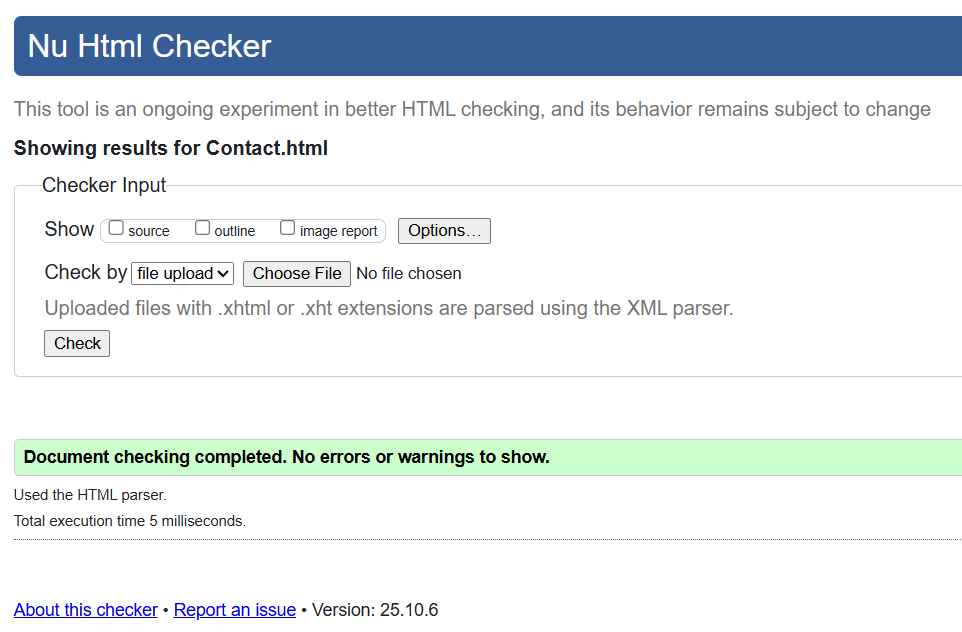 Nu Html Checker
This tool is an ongoing experiment in better HTML checking, and its behavior remains subject to change
Showing results for Contact.html
Checker Input
Show source outline image report Options...
Check by file upload Choose File No file chosen
Uploaded files with .xhtml or .xht extensions are parsed using the XML parser.
Check
Document checking completed. No errors or warnings to show.
Used the HTML parser.
Total execution time 5 milliseconds.
About this checker • Report an issue • Version: 25.10.6